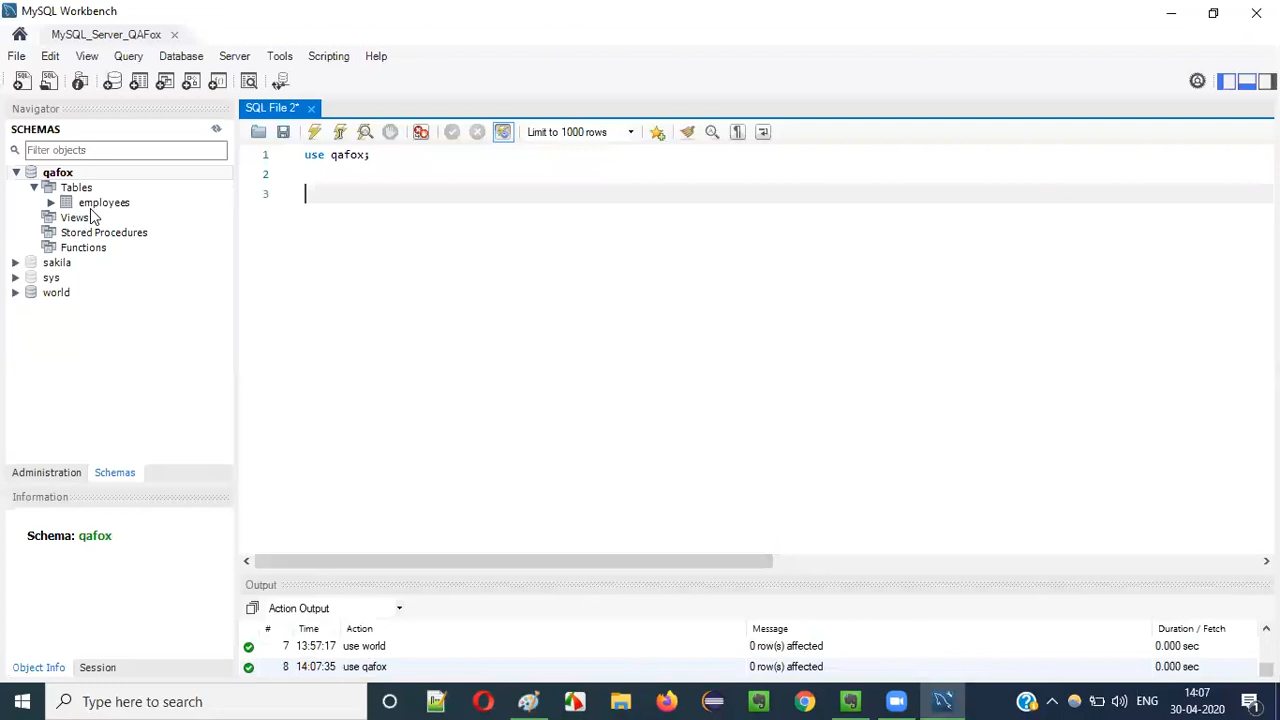 MySQL Workbench
MySQL_Server_QAFox
File Edit View Query Database Server Tools Scripting Help
Navigator
SCHEMAS
Filter objects
qafox
Tables
employees
Views
Stored Procedures
Functions
sakila
sys
world
Administration Schemas
Information
Schema: qafox
Object Info Session
SQL File 2*
Limit to 1000 rows
1 use qafox;
2
3
Output
Action Output
# Time Action Message Duration / Fetch
7 13:57:17 use world 0 row(s) affected 0.000 sec
8 14:07:35 use qafox 0 row(s) affected 0.000 sec
Type here to search
ENG
14:07
30-04-2020
1